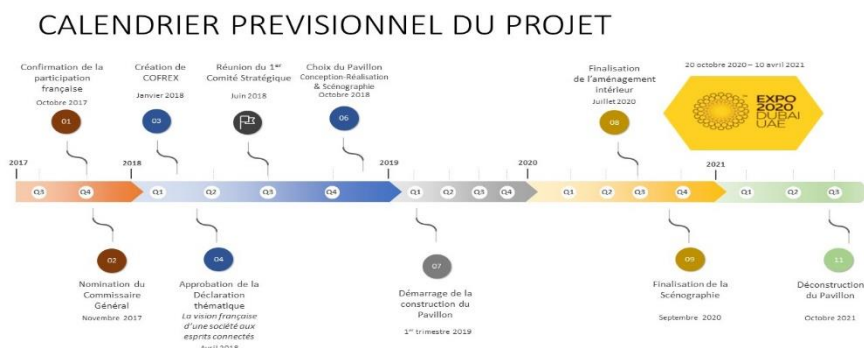 CALENDRIER PREVISIONNEL DU PROJET
Confirmation de la
participation
française
Octobre 2017
01
Création de
COFREX
Janvier 2018
03
Réunion du 1er
Comité Stratégique
Juin 2018
Choix du Pavillon
Conception-Réalisation
& Scénographie
Octobre 2018
06
Finalisation
de l'aménagement
intérieur
Juillet 2020
08
20 octobre 2020 – 10 avril 2021
EXPO
2020
DUBAI
UAE
2017
2018
2019
2020
2021
Q3
Q4
Q1
Q2
Q3
Q4
Q1
Q2
Q3
Q4
Q1
Q2
Q3
Q4
Q1
Q2
Q3
02
Nomination du
Commissaire
Général
Novembre 2017
04
Approbation de la
Déclaration
thématique
La vision française
d'une société aux
esprits connectés
Avril 2018
07
Démarrage de la
construction du
Pavillon
1er trimestre 2019
09
Finalisation de la
Scénographie
Septembre 2020
11
Déconstruction
du Pavillon
Octobre 2021